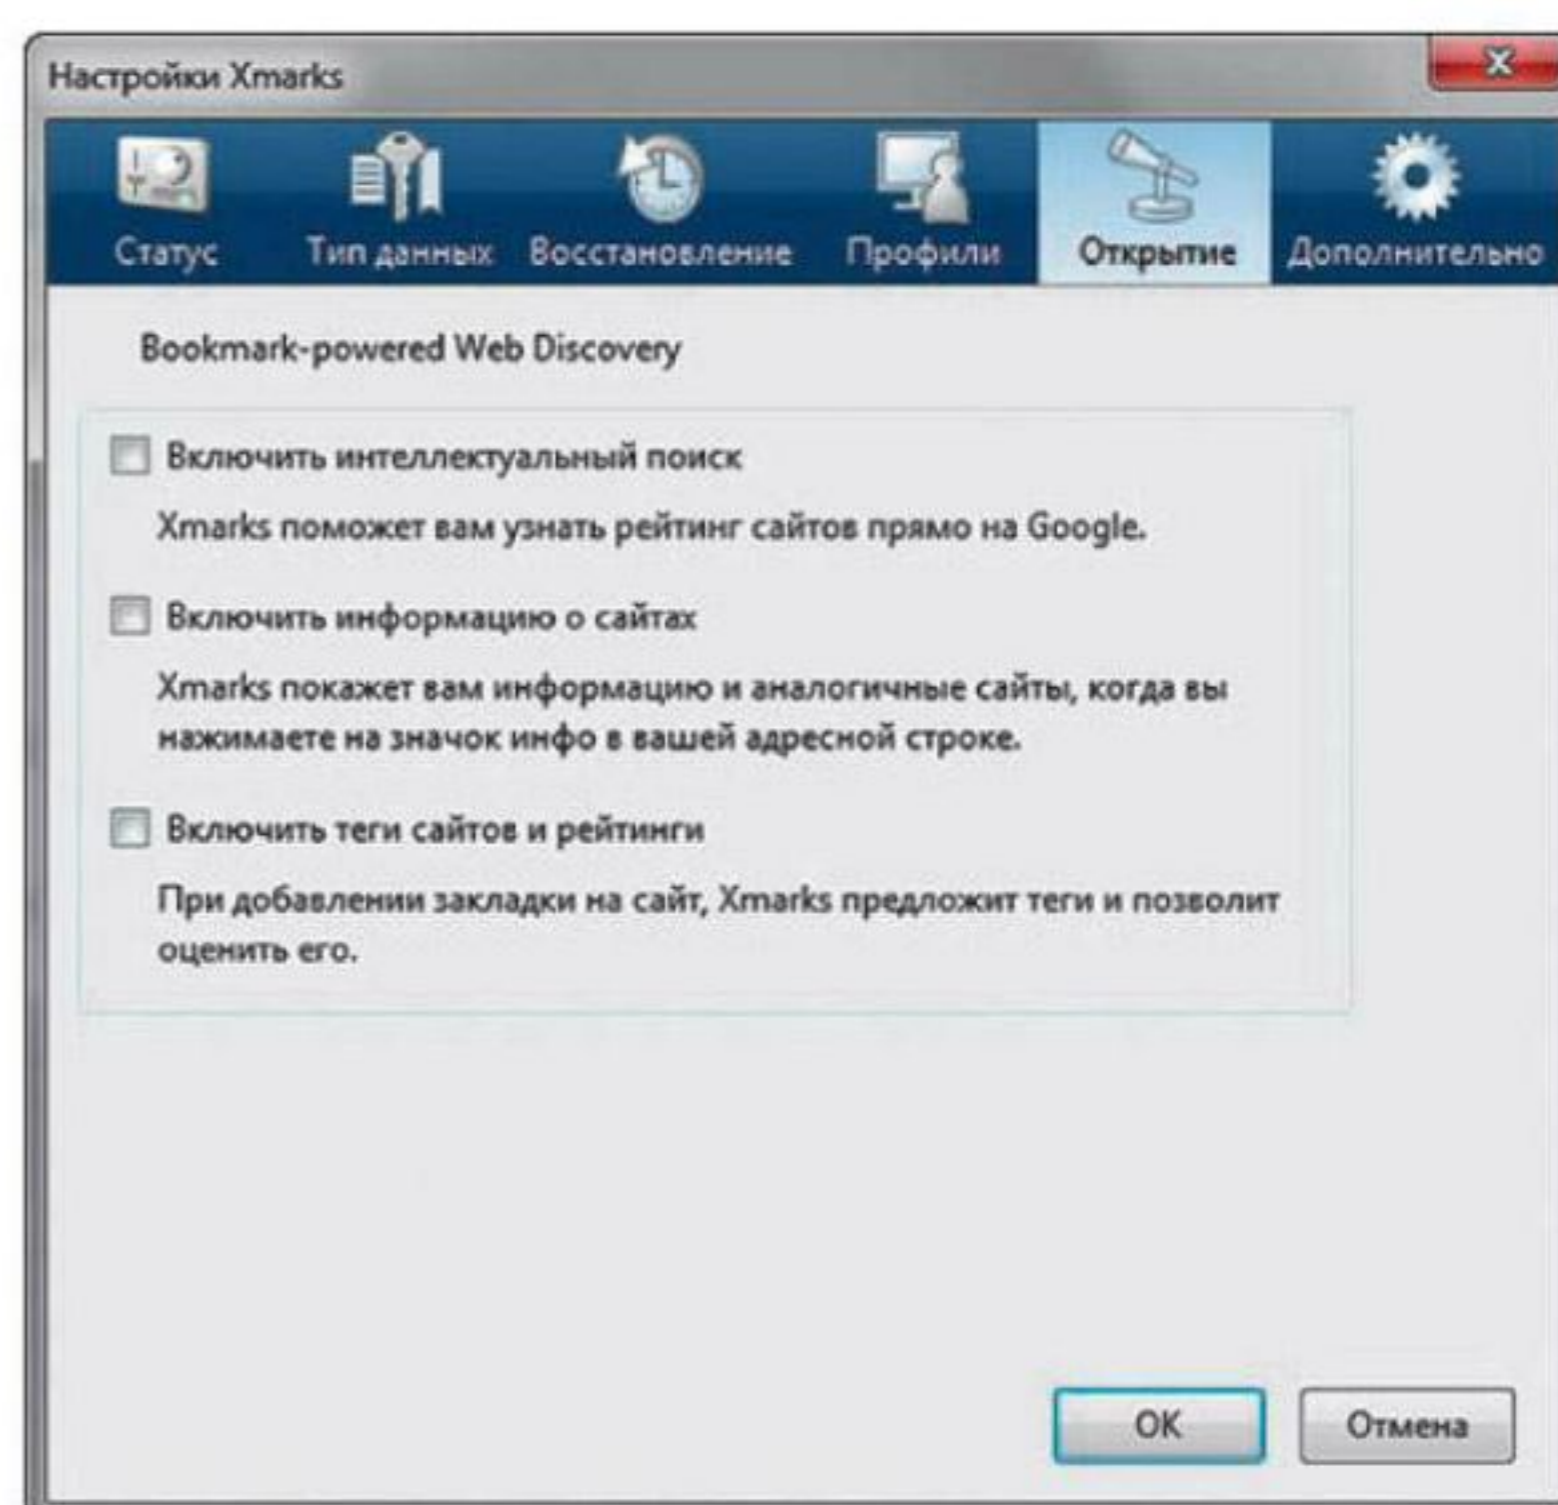 Настройки Xmarks
Статус Тип данных Восстановление Профили Открытие Дополнительно
Bookmark-powered Web Discovery
Включить интеллектуальный поиск
Xmarks поможет вам узнать рейтинг сайтов прямо на Google.
Включить информацию о сайтах
Xmarks покажет вам информацию и аналогичные сайты, когда вы
нажимаете на значок инфо в вашей адресной строке.
Включить теги сайтов и рейтинги
При добавлении закладки на сайт, Xmarks предложит теги и позволит
оценить его.
OK Отмена